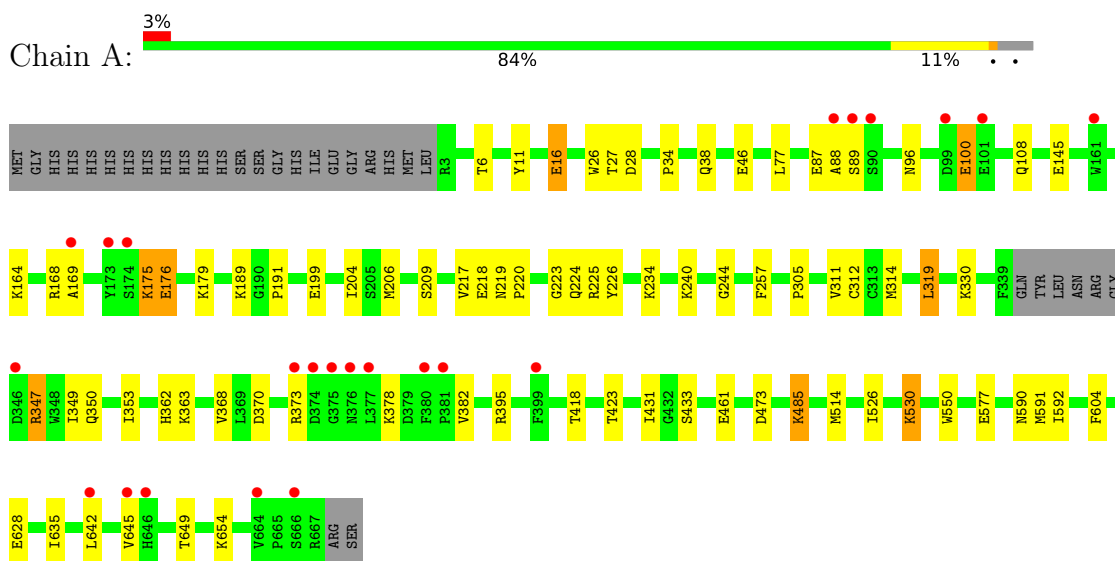 3%
Chain A:
84% 11% • •
MET GLY HIS HIS HIS HIS HIS HIS HIS HIS HIS HIS SER SER GLY HIS ILE GLU GLY ARG HIS MET LEU R3 T6 Y11 E16 W26 T27 D28 P34 Q38 E46 L77 E87 A88 S89 S90 N96 D99 E100 E101 Q108 E145 W161
K164 R168 A169 Y173 S174 K175 E176 K179 K189 G190 P191 E199 I204 S205 M206 S209 V217 E218 N219 P220 G223 Q224 R225 Y226 K234 K240 G244 F257 P305 V311 C312 C313 M314 L319 K330 F339 GLN TYR LEU ASN ARG GLY
D346 R347 W348 I349 Q350 I353 H362 K363 V368 L369 D370 R373 D374 G375 N376 L377 K378 D379 F380 P381 V382 R395 F399 T418 T423 I431 G432 S433 E461 D473 K485 M514 I526 K530 W550 E577 N590 M591 I592 F604
E628 I635 L642 V645 H646 T649 K654 V664 P665 S666 R667 ARG SER